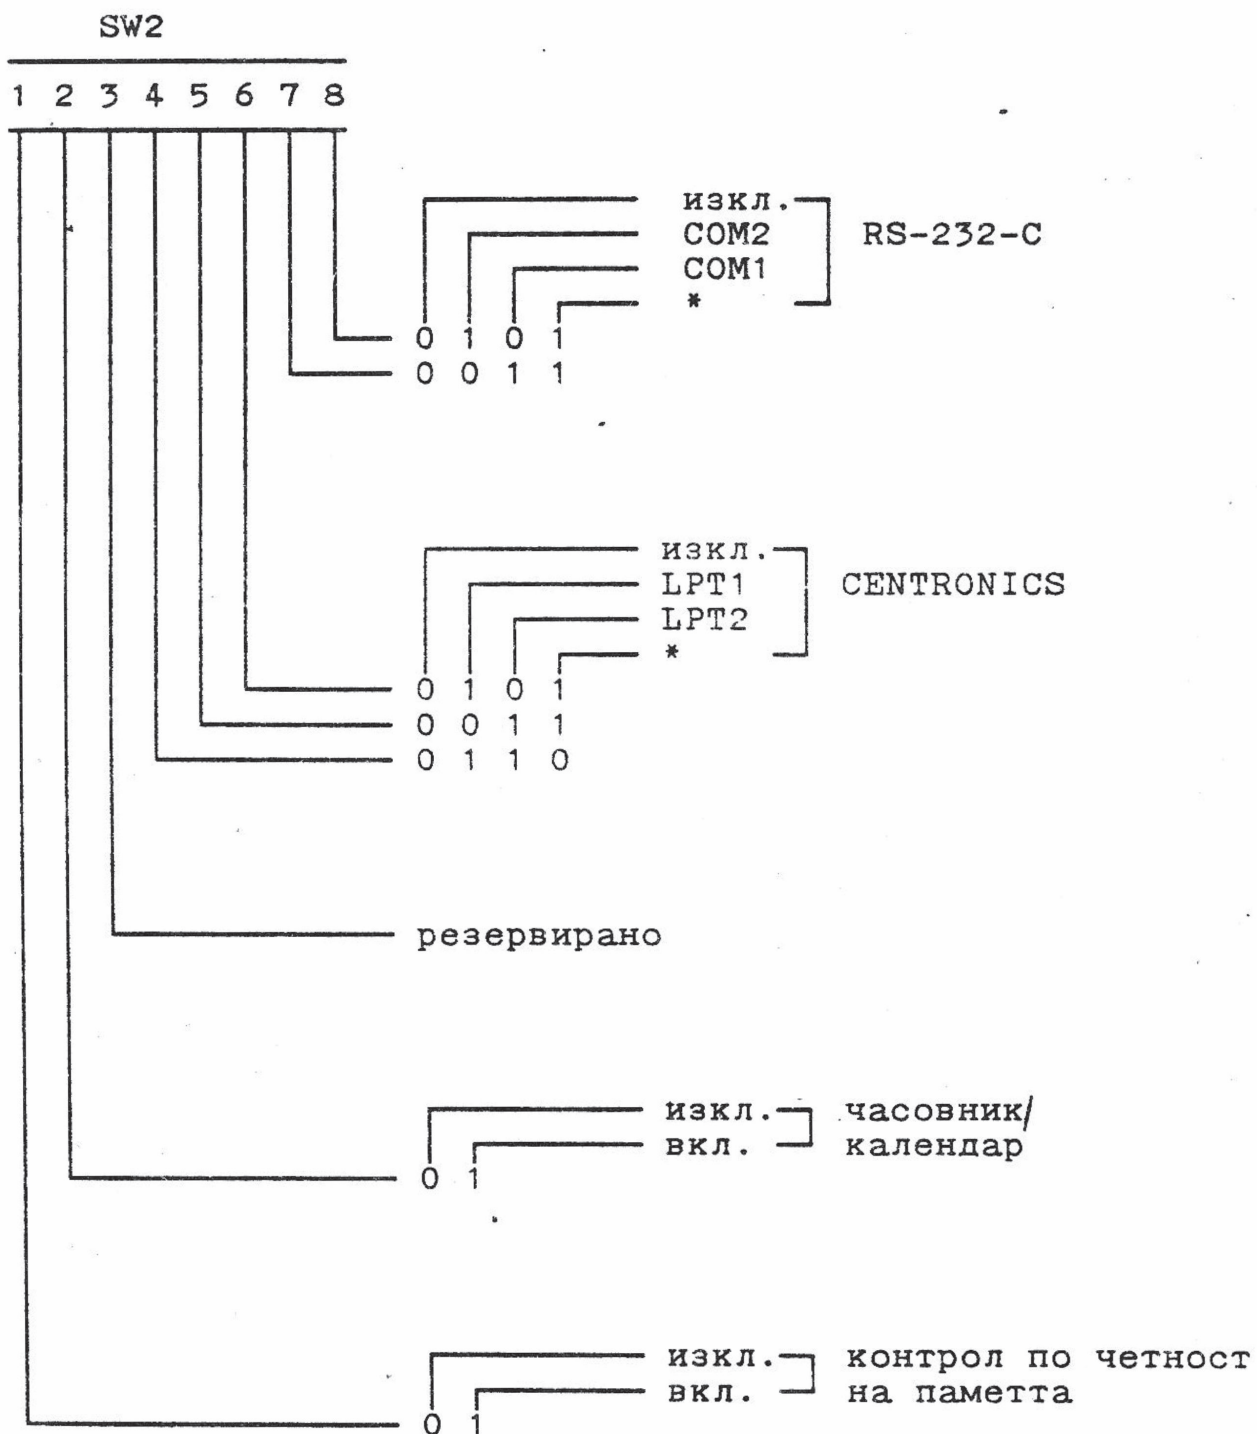 SW2
1 2 3 4 5 6 7 8
изкл.
COM2 RS-232-C
COM1
*
0 1 0 1
0 0 1 1
изкл.
LPT1 CENTRONICS
LPT2
*
0 1 0 1
0 0 1 1
0 1 1 0
резервирано
изкл. часовник/
вкл. календар
0 1
изкл. контрол по четност
вкл. на паметта
0 1